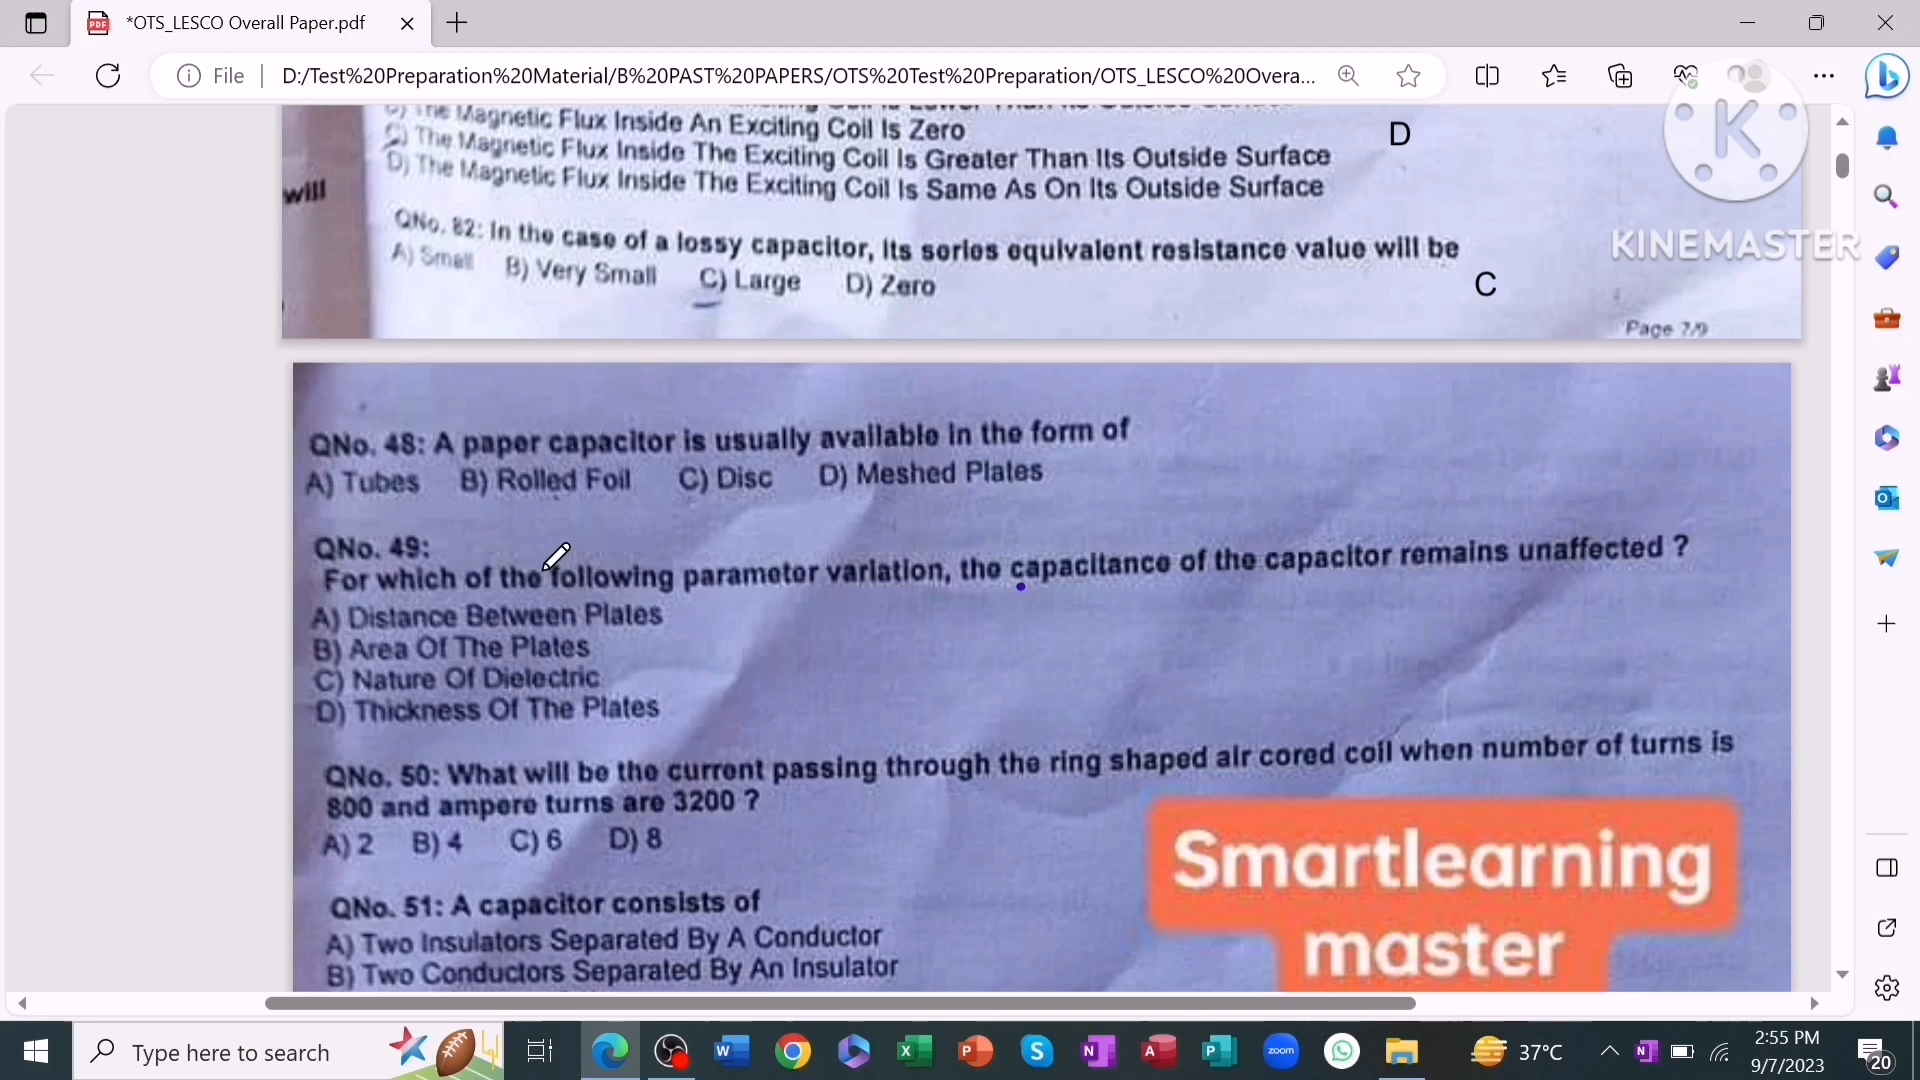 *OTS_LESCO Overall Paper.pdf
File
D:/Test%20Preparation%20Material/B%20PAST%20PAPERS/OTS%20Test%20Preparation/OTS_LESCO%20Overa...
The Magnetic Flux Inside An Exciting Coil Is Zero
C) The Magnetic Flux Inside The Exciting Coil Is Greater Than Its Outside Surface
D) The Magnetic Flux Inside The Exciting Coil Is Same As On Its Outside Surface
D
will
QNo. 82: In the case of a lossy capacitor, its series equivalent resistance value will be
A) Small B) Very Small C) Large D) Zero
C
Page 7/9
K
KINEMASTER
QNo. 48: A paper capacitor is usually available in the form of
A) Tubes B) Rolled Foil C) Disc D) Meshed Plates
QNo. 49:
For which of the following parameter variation, the capacitance of the capacitor remains unaffected ?
A) Distance Between Plates
B) Area Of The Plates
C) Nature Of Dielectric
D) Thickness Of The Plates
QNo. 50: What will be the current passing through the ring shaped air cored coil when number of turns is
800 and ampere turns are 3200 ?
A) 2 B) 4 C) 6 D) 8
QNo. 51: A capacitor consists of
A) Two Insulators Separated By A Conductor
B) Two Conductors Separated By An Insulator
Smartlearning
master
Type here to search
zoom
37°C
2:55 PM
9/7/2023
20